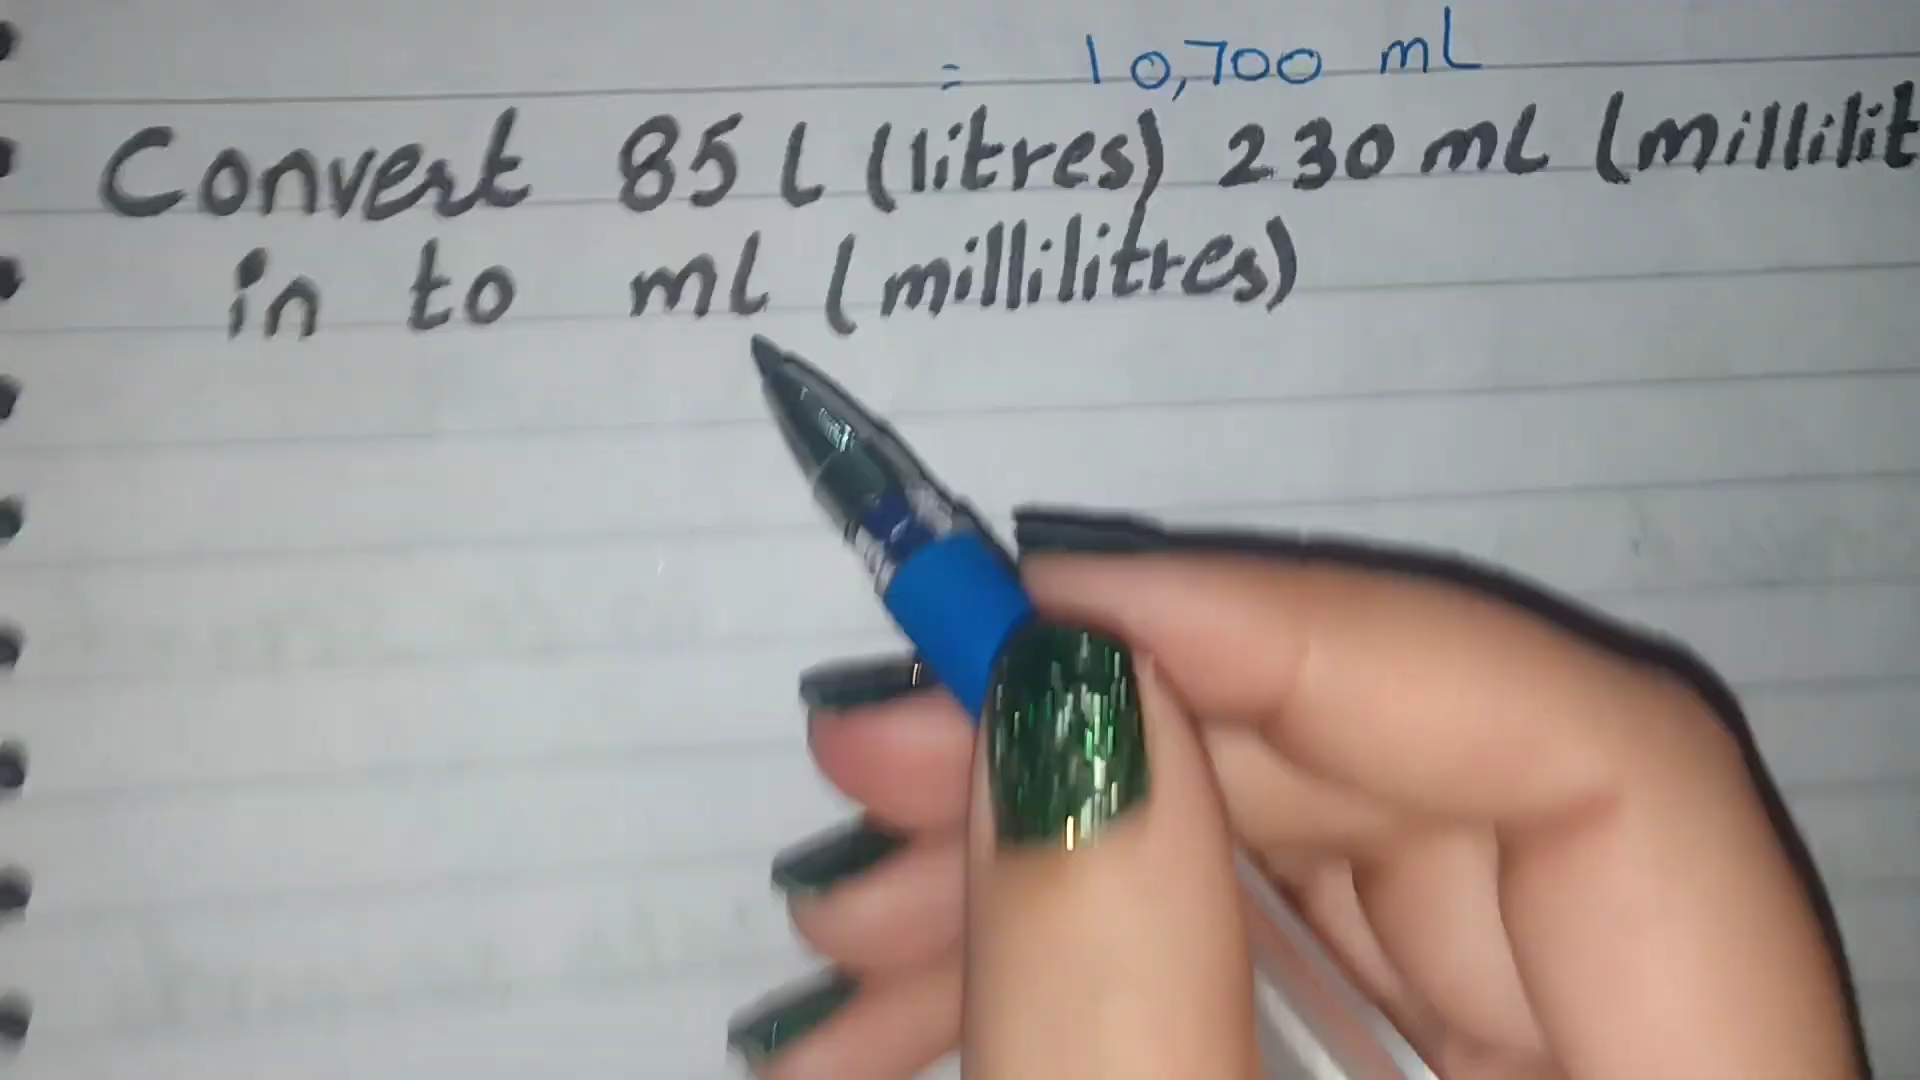 = 10,700 ml
Convert 85 l (litres) 230 ml (millilit
in to ml (millilitres)